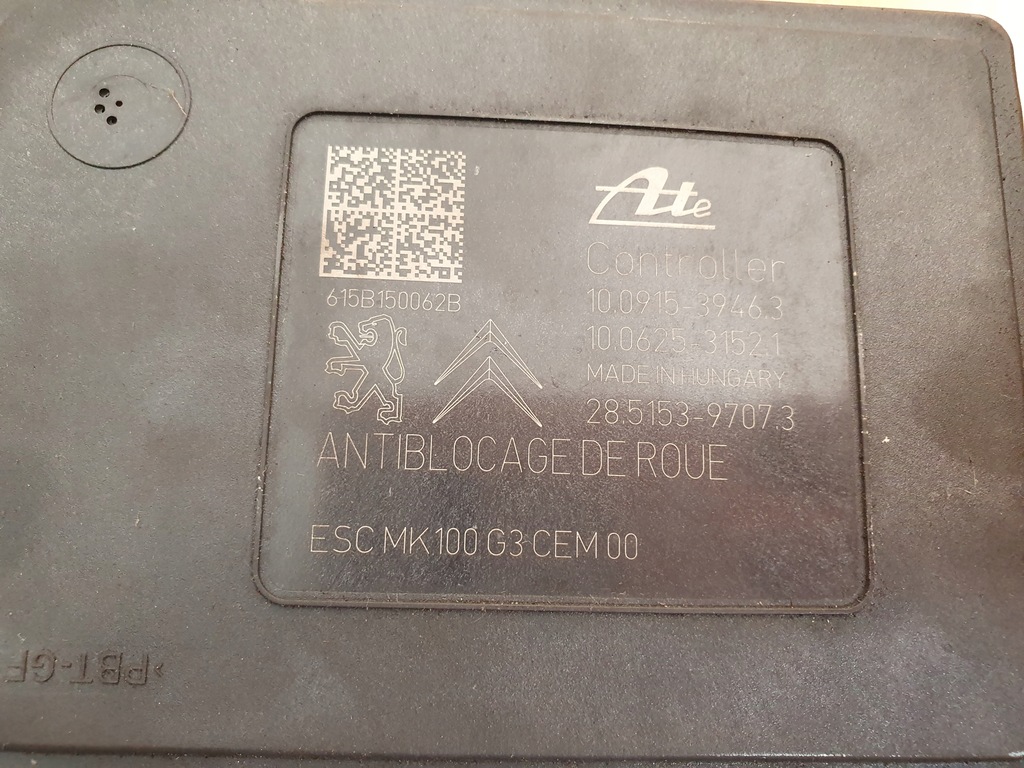 615B150062B
Ate
Controller
10.0915-3946.3
10.0625-3152.1
MADE IN HUNGARY
28.5153-9707.3
ANTIBLOCAGE DE ROUE
ESC MK100 G3 CEM 00
>PBT-GF